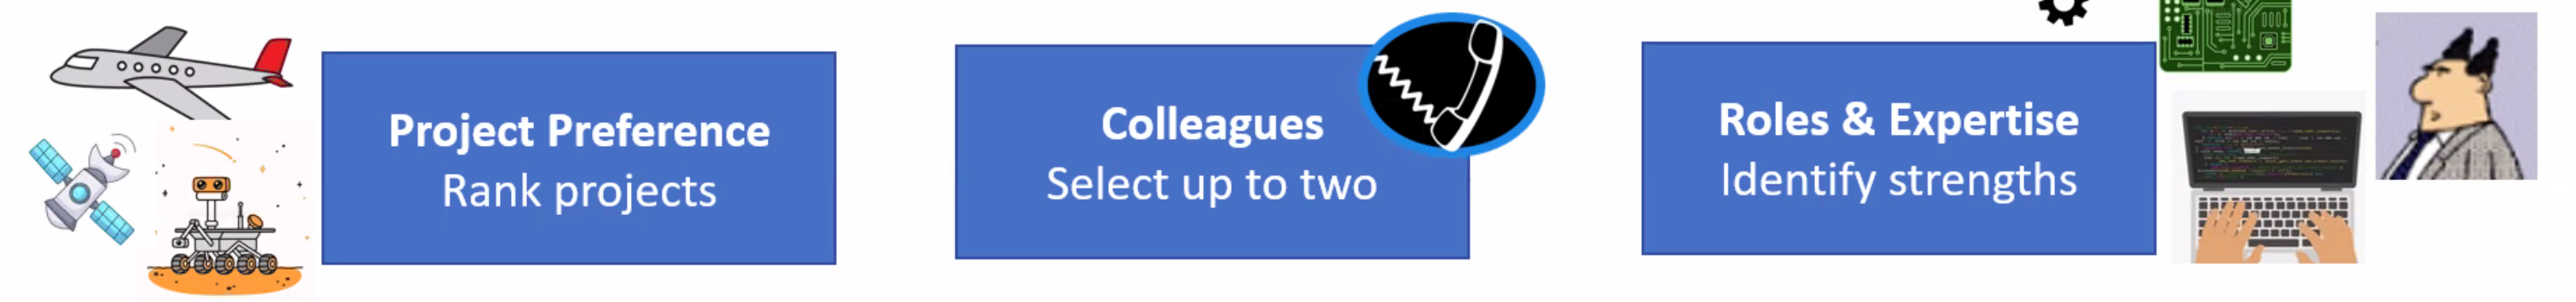 Project Preference
Rank projects
Colleagues
Select up to two
Roles & Expertise
Identify strengths